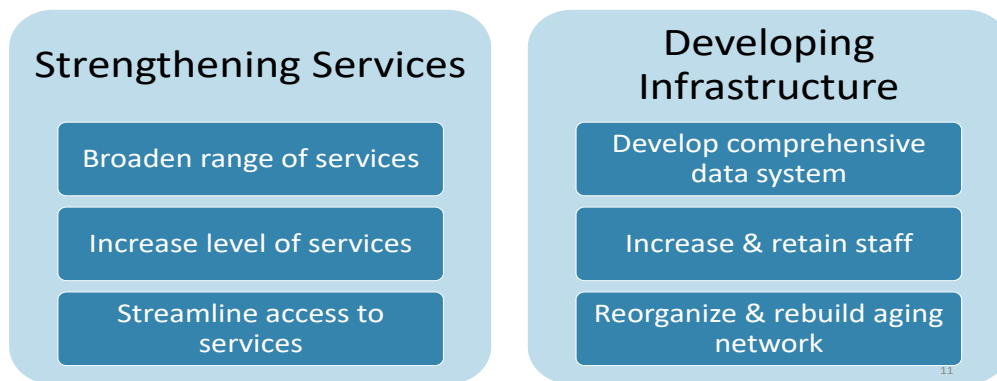 Strengthening Services
Broaden range of services
Increase level of services
Streamline access to
services
Developing
Infrastructure
Develop comprehensive
data system
Increase & retain staff
Reorganize & rebuild aging
network
11